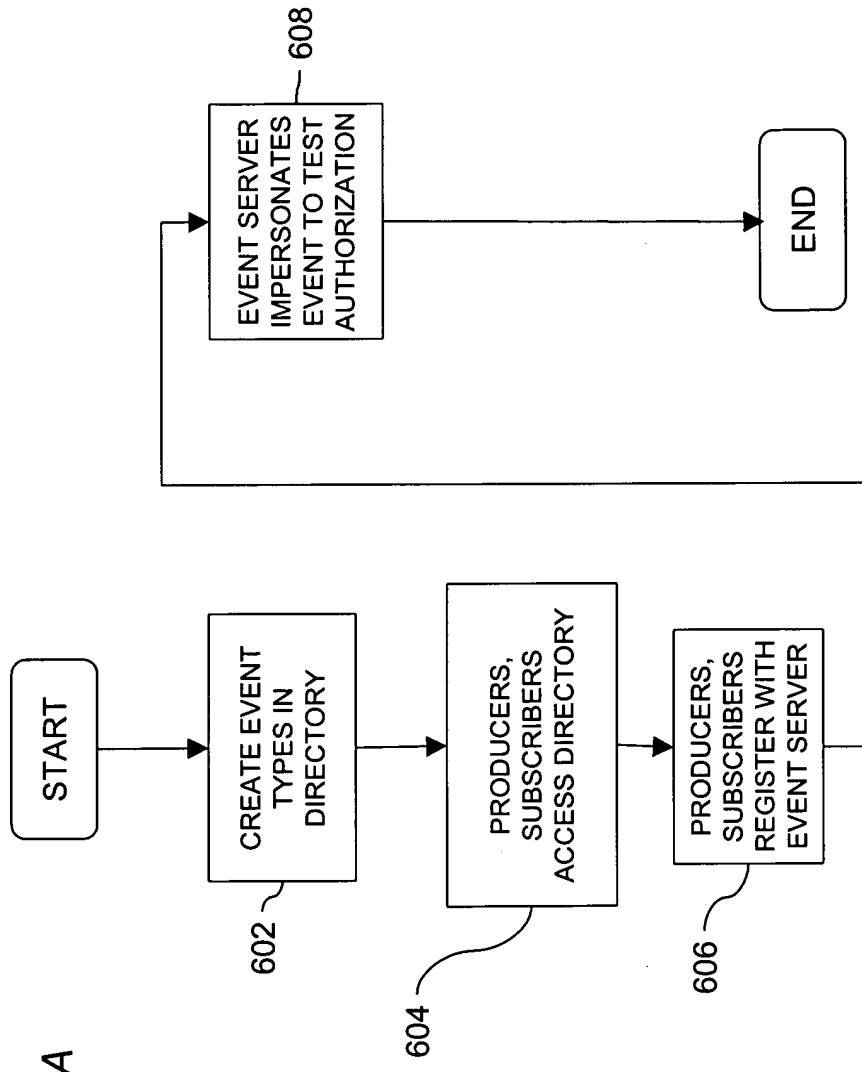 A
START
CREATE EVENT
TYPES IN
DIRECTORY
602
PRODUCERS,
SUBSCRIBERS
ACCESS DIRECTORY
604
PRODUCERS,
SUBSCRIBERS
REGISTER WITH
EVENT SERVER
606
EVENT SERVER
IMPERSONATES
EVENT TO TEST
AUTHORIZATION
608
END